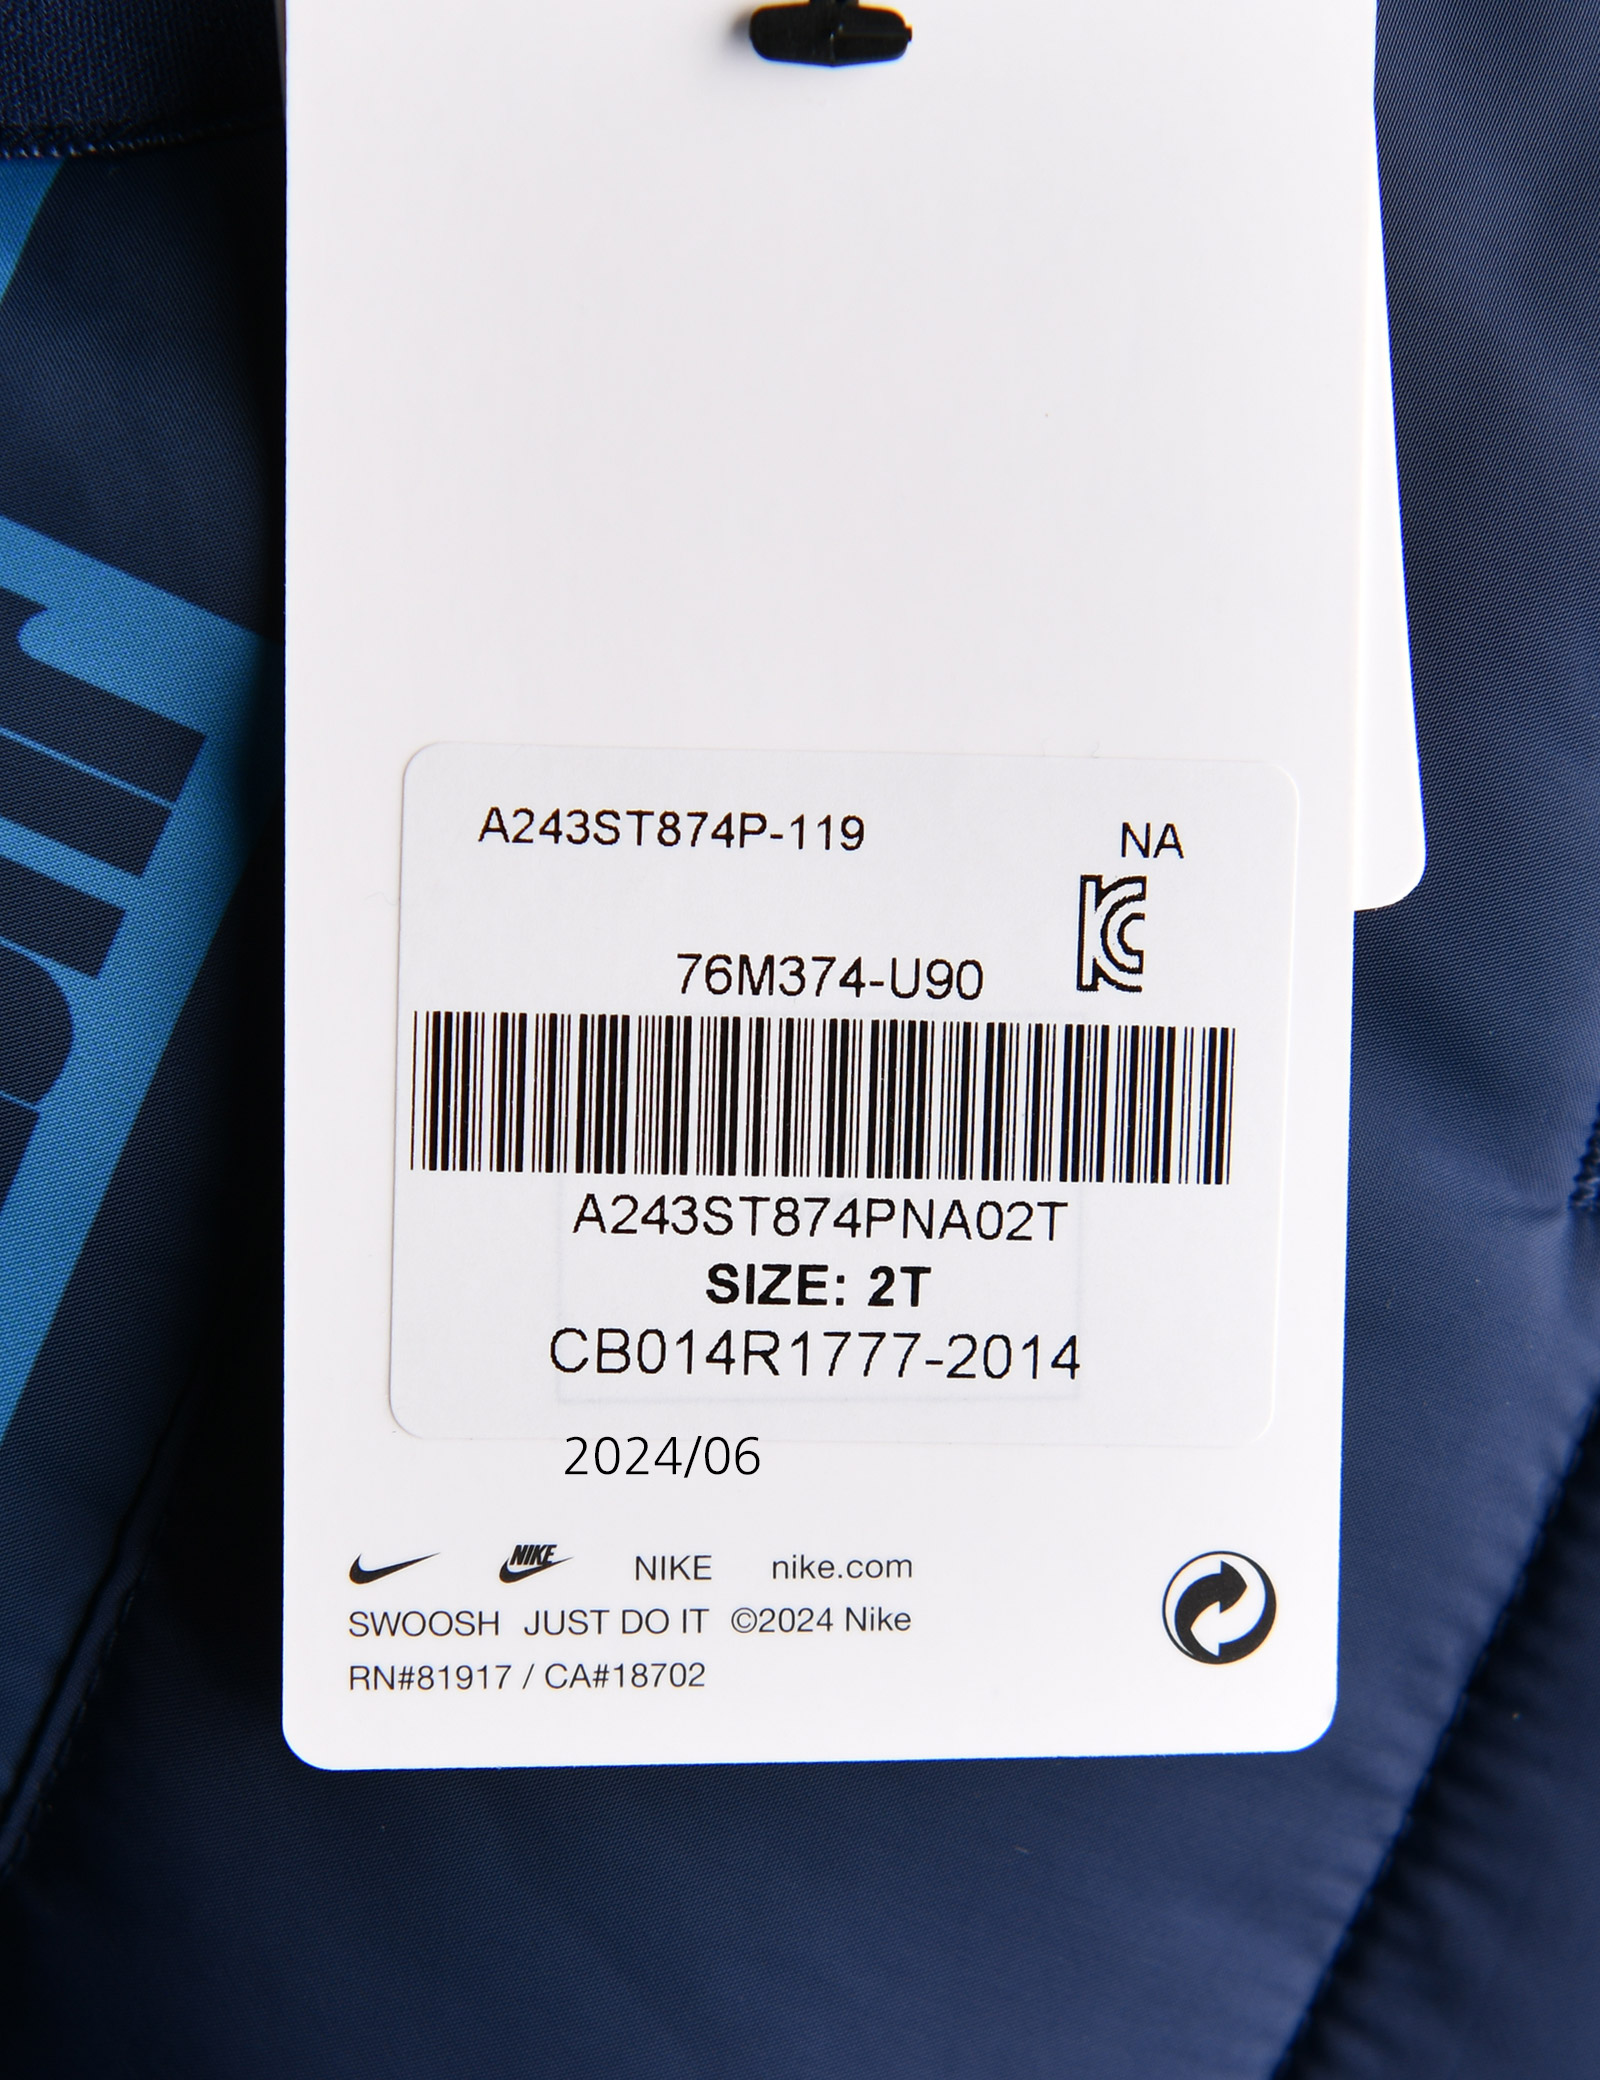 A243ST874P-119 NA
76M374-U90
A243ST874PNA02T
SIZE: 2T
CB014R1777-2014
2024/06
NIKE NIKE nike.com
SWOOSH JUST DO IT ©2024 Nike
RN#81917 / CA#18702